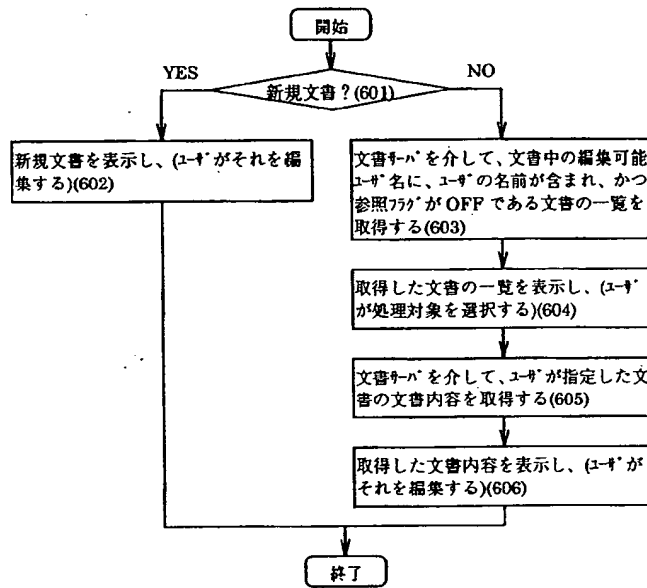 開始
YES
NO
新規文書?(601)
新規文書を表示し、(ﾕｰｻﾞがそれを編
集する)(602)
文書ｻｰﾊﾞを介して、文書中の編集可能
ﾕｰｻﾞ名に、ﾕｰｻﾞの名前が含まれ、かつ
参照ﾌﾗｸﾞがOFFである文書の一覧を
取得する(603)
取得した文書の一覧を表示し、(ﾕｰｻﾞ
が処理対象を選択する)(604)
文書ｻｰﾊﾞを介して、ﾕｰｻﾞが指定した文
書の文書内容を取得する(605)
取得した文書内容を表示し、(ﾕｰｻﾞが
それを編集する)(606)
終了